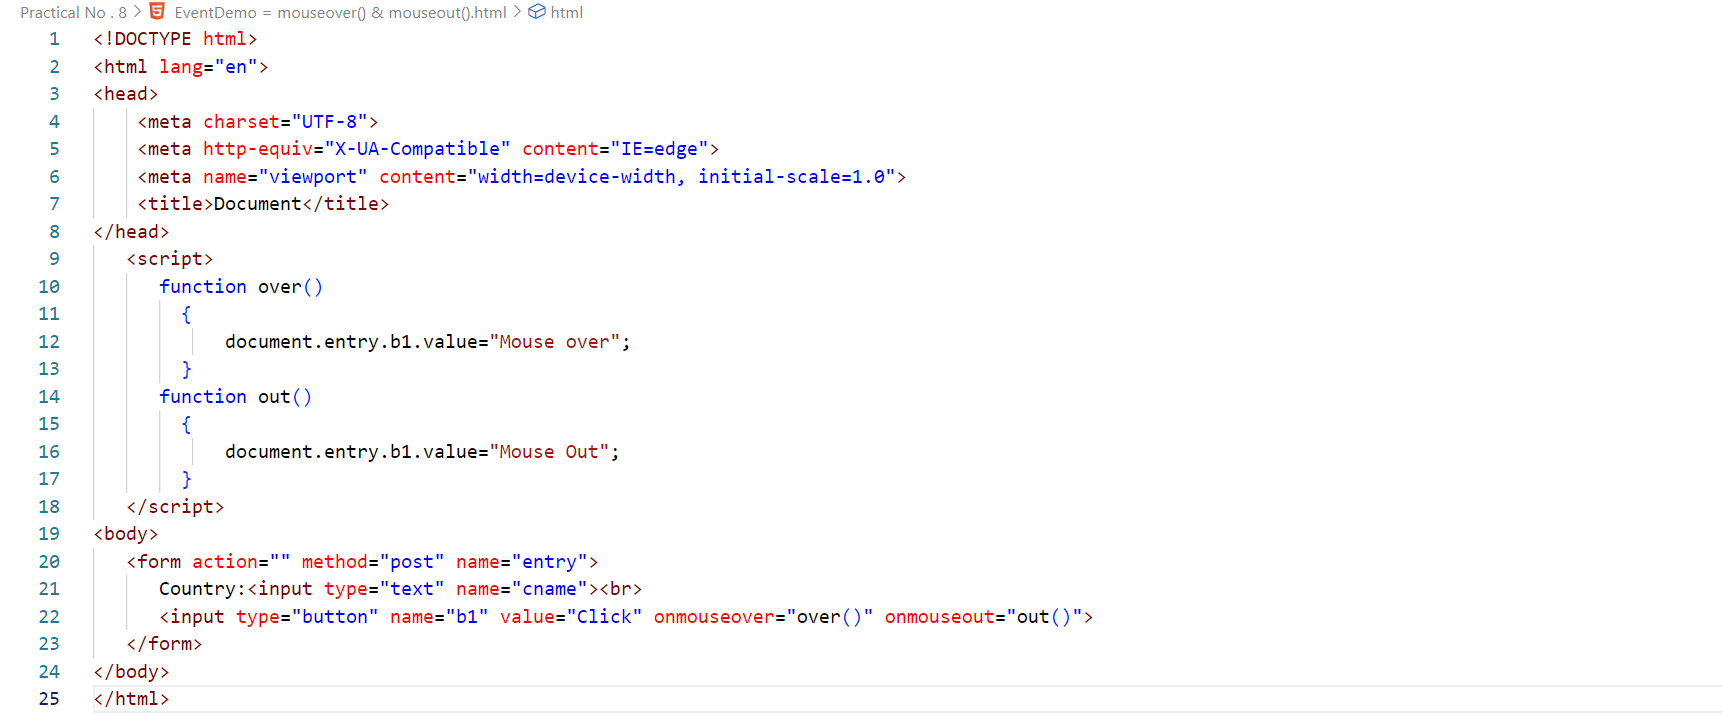 Practical No . 8 > EventDemo = mouseover() & mouseout().html > html
1 <!DOCTYPE html>
2 <html lang="en">
3 <head>
4     <meta charset="UTF-8">
5     <meta http-equiv="X-UA-Compatible" content="IE=edge">
6     <meta name="viewport" content="width=device-width, initial-scale=1.0">
7     <title>Document</title>
8 </head>
9    <script>
10       function over()
11         {
12             document.entry.b1.value="Mouse over";
13         }
14       function out()
15         {
16             document.entry.b1.value="Mouse Out";
17         }
18    </script>
19 <body>
20    <form action="" method="post" name="entry">
21       Country:<input type="text" name="cname"><br>
22       <input type="button" name="b1" value="Click" onmouseover="over()" onmouseout="out()">
23    </form>
24 </body>
25 </html>